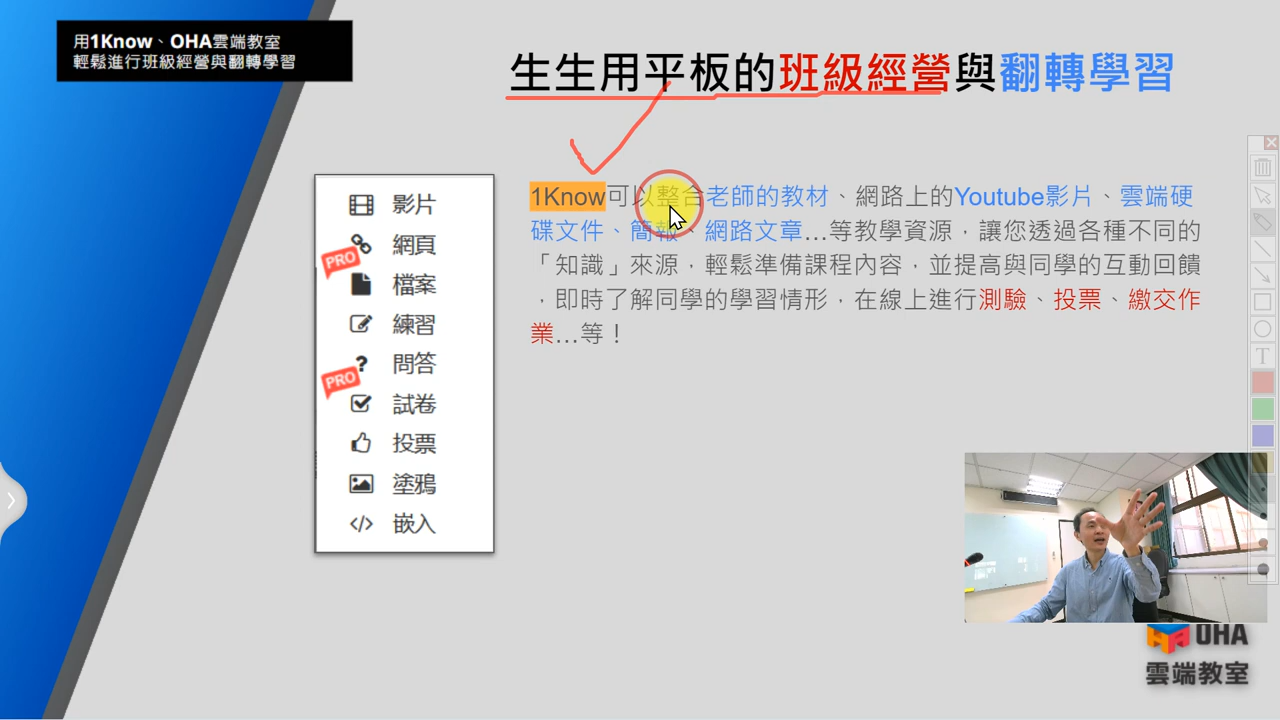 用1Know、OHA雲端教室
輕鬆進行班級經營與翻轉學習
生生用平板的班級經營與翻轉學習
影片
網頁
PRO
檔案
練習
問答
PRO
試卷
投票
塗鴉
嵌入
1Know可以整合老師的教材、網路上的Youtube影片、雲端硬
碟文件、簡報、網路文章...等教學資源，讓您透過各種不同的
「知識」來源，輕鬆準備課程內容，並提高與同學的互動回饋
，即時了解同學的學習情形，在線上進行測驗、投票、繳交作
業...等！
T
OHA
雲端教室